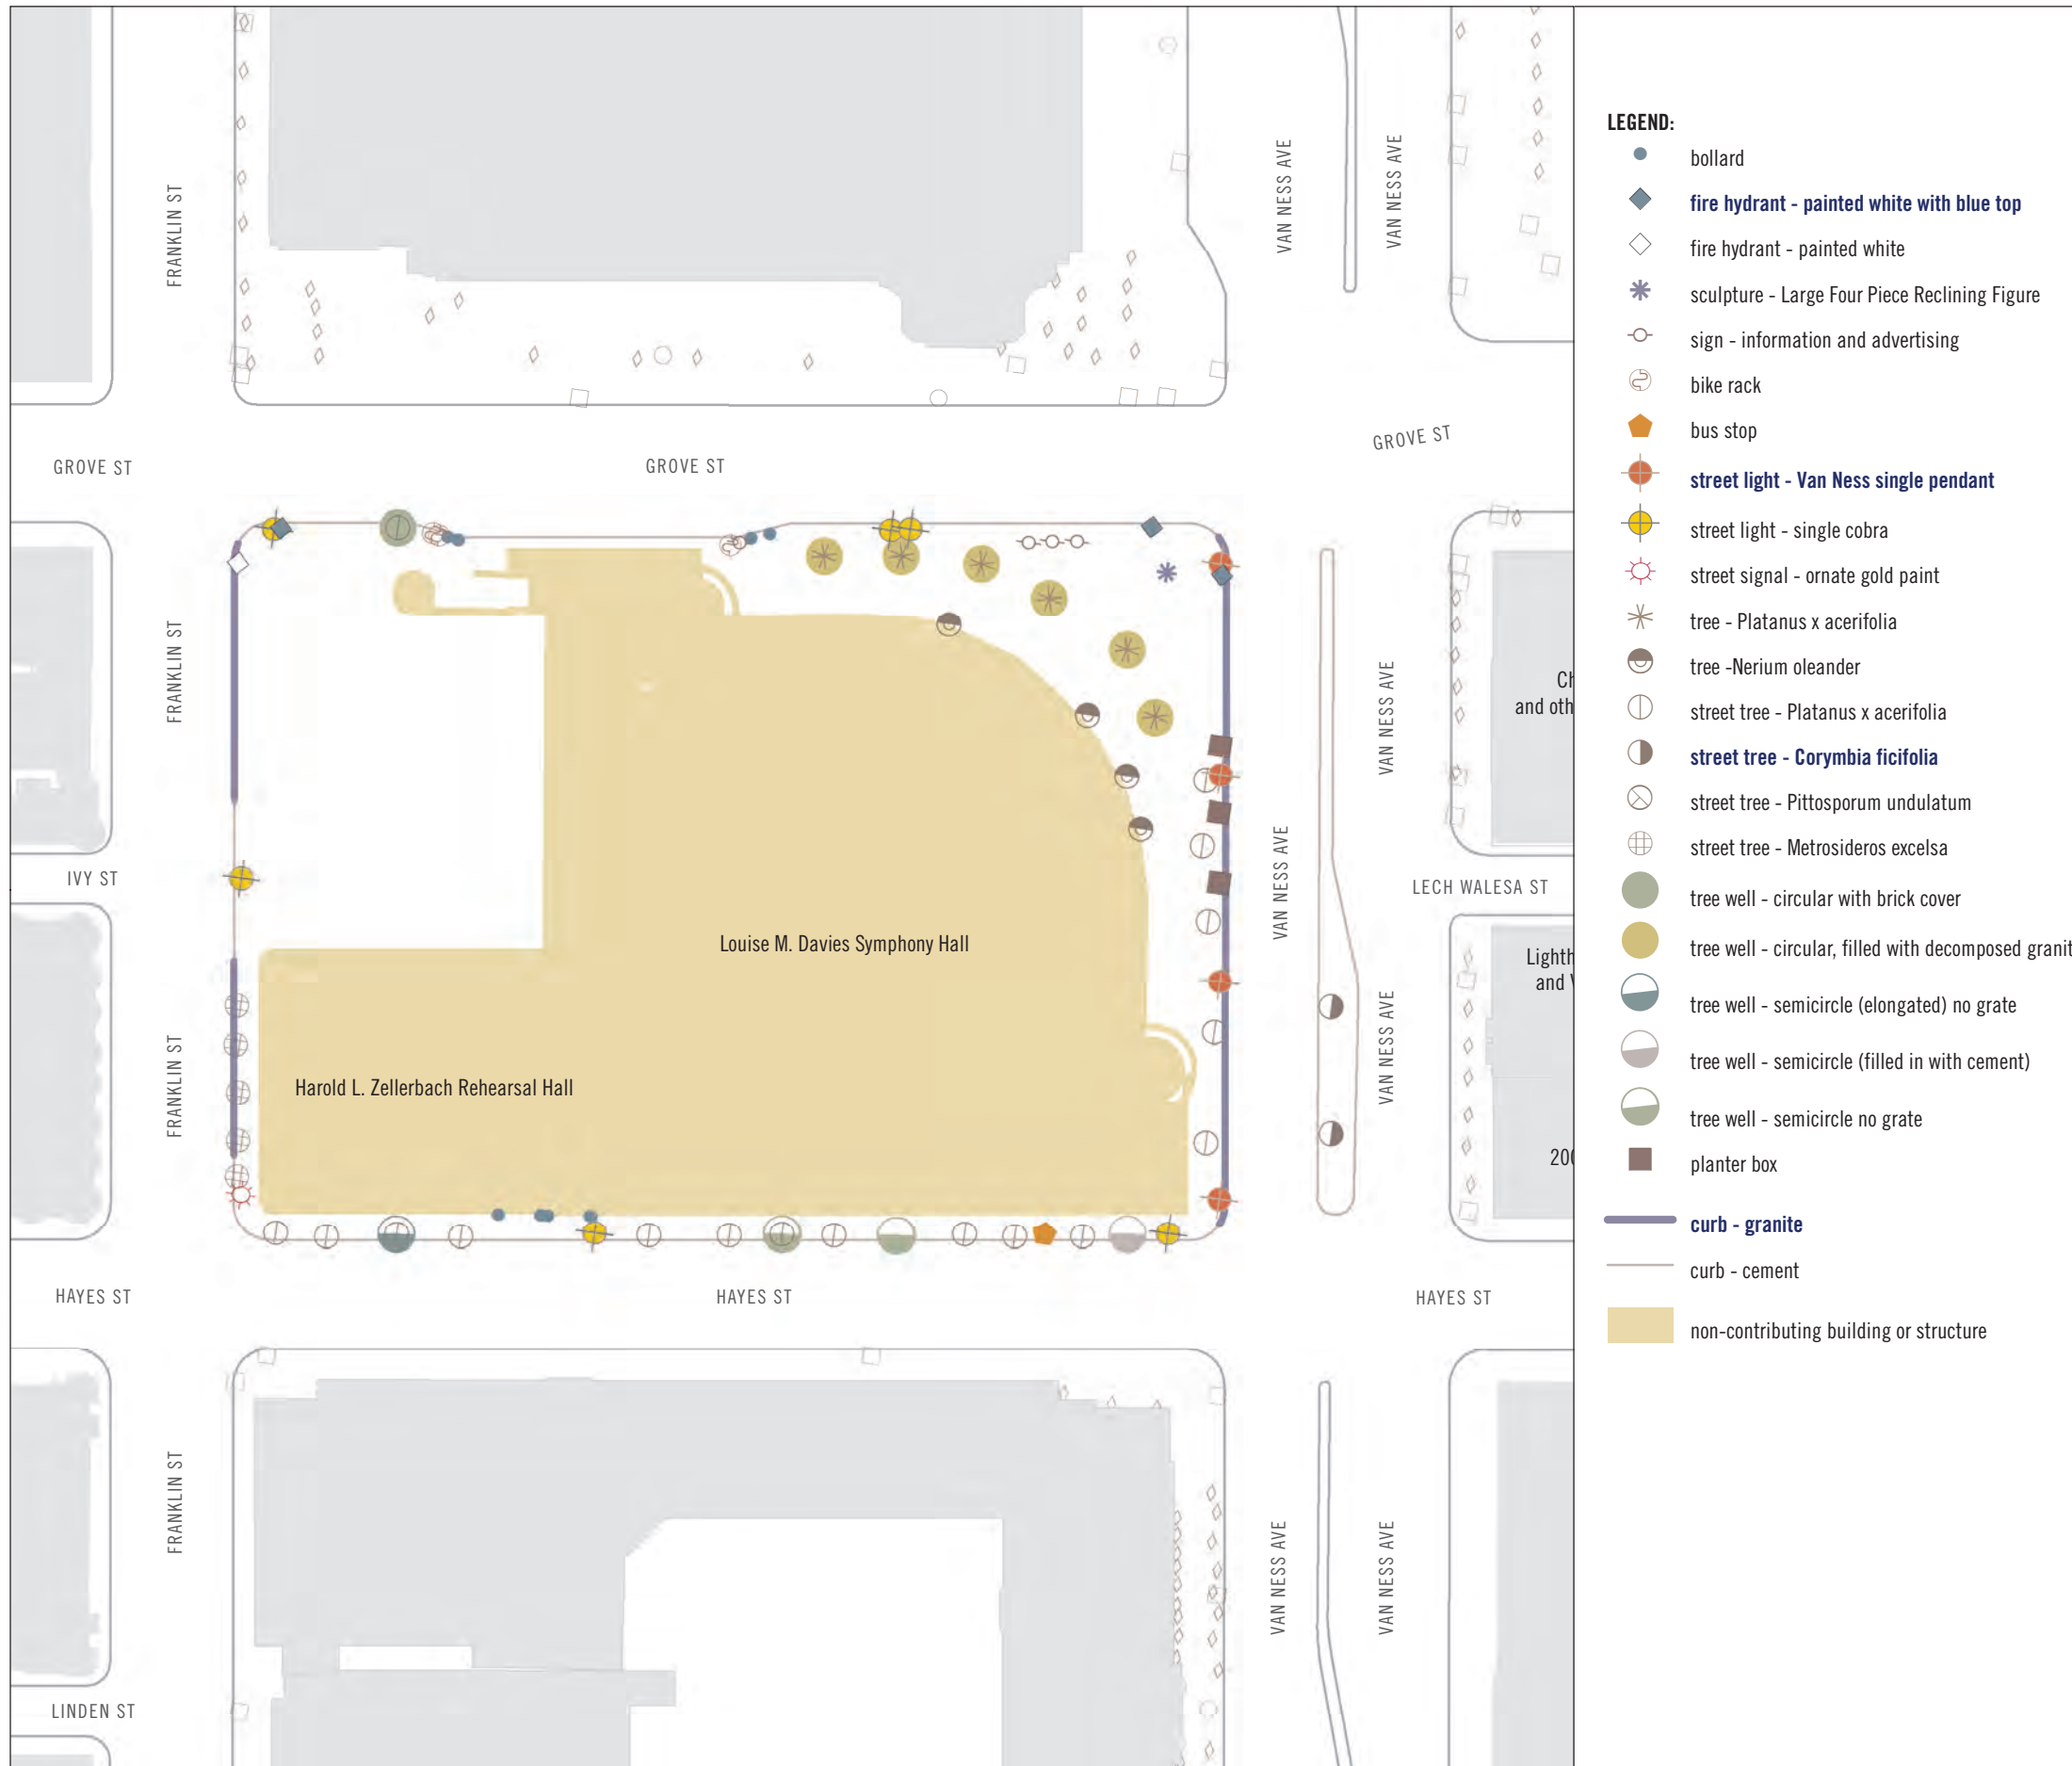 FRANKLIN ST
VAN NESS AVE
VAN NESS AVE
GROVE ST
GROVE ST
GROVE ST
FRANKLIN ST
VAN NESS AVE
Ch
and oth
IVY ST
VAN NESS AVE
LECH WALESA ST
Louise M. Davies Symphony Hall
Lighth
and
FRANKLIN ST
VAN NESS AVE
Harold L. Zellerbach Rehearsal Hall
200
HAYES ST
HAYES ST
HAYES ST
FRANKLIN ST
VAN NESS AVE
VAN NESS AVE
LINDEN ST
LEGEND:
bollard
fire hydrant - painted white with blue top
fire hydrant - painted white
sculpture - Large Four Piece Reclining Figure
sign - information and advertising
bike rack
bus stop
street light - Van Ness single pendant
street light - single cobra
street signal - ornate gold paint
tree - Platanus x acerifolia
tree -Nerium oleander
street tree - Platanus x acerifolia
street tree - Corymbia ficifolia
street tree - Pittosporum undulatum
street tree - Metrosideros excelsa
tree well - circular with brick cover
tree well - circular, filled with decomposed granit
tree well - semicircle (elongated) no grate
tree well - semicircle (filled in with cement)
tree well - semicircle no grate
planter box
curb - granite
curb - cement
non-contributing building or structure